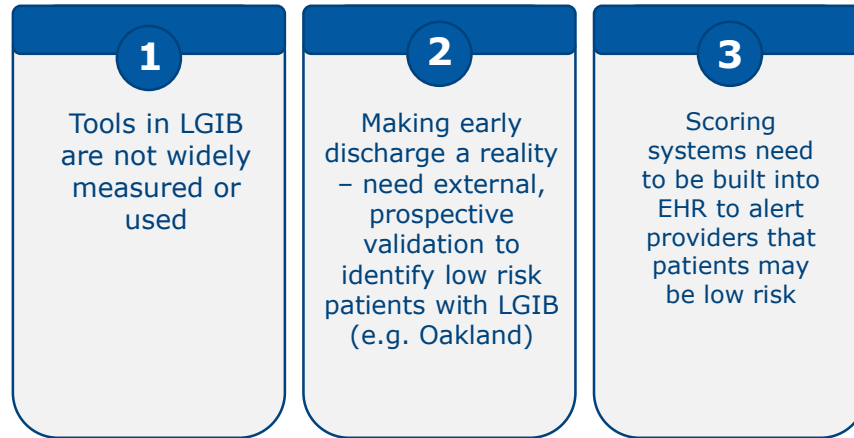 1
Tools in LGIB
are not widely
measured or
used
2
Making early
discharge a reality
– need external,
prospective
validation to
identify low risk
patients with LGIB
(e.g. Oakland)
3
Scoring
systems need
to be built into
EHR to alert
providers that
patients may
be low risk